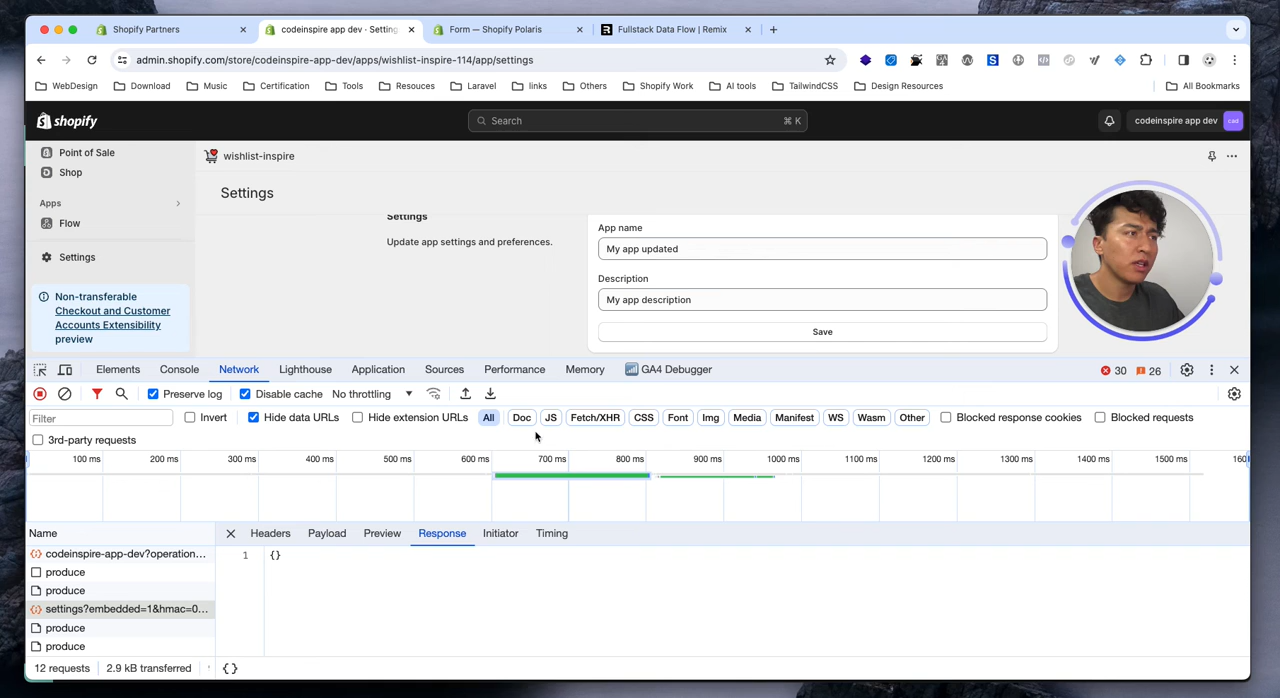 Shopify Partners
codeinspire app dev · Setting
Form — Shopify Polaris
Fullstack Data Flow | Remix
admin.shopify.com/store/codeinspire-app-dev/apps/wishlist-inspire-114/app/settings
WebDesign
Download
Music
Certification
Tools
Resouces
Laravel
links
Others
Shopify Work
AI tools
TailwindCSS
Design Resources
All Bookmarks
shopify
Search
⌘ K
codeinspire app dev
cad
Point of Sale
Shop
Apps
Flow
Settings
Non-transferable
Checkout and Customer
Accounts Extensibility
preview
wishlist-inspire
Settings
Settings
Update app settings and preferences.
App name
My app updated
Description
My app description
Save
Elements
Console
Network
Lighthouse
Application
Sources
Performance
Memory
GA4 Debugger
30
26
Preserve log
Disable cache
No throttling
Filter
Invert
Hide data URLs
Hide extension URLs
All
Doc
JS
Fetch/XHR
CSS
Font
Img
Media
Manifest
WS
Wasm
Other
Blocked response cookies
Blocked requests
3rd-party requests
100 ms
200 ms
300 ms
400 ms
500 ms
600 ms
700 ms
800 ms
900 ms
1000 ms
1100 ms
1200 ms
1300 ms
1400 ms
1500 ms
160
Name
Headers
Payload
Preview
Response
Initiator
Timing
codeinspire-app-dev?operation...
produce
produce
settings?embedded=1&hmac=0...
produce
produce
1
{}
12 requests
2.9 kB transferred
{}